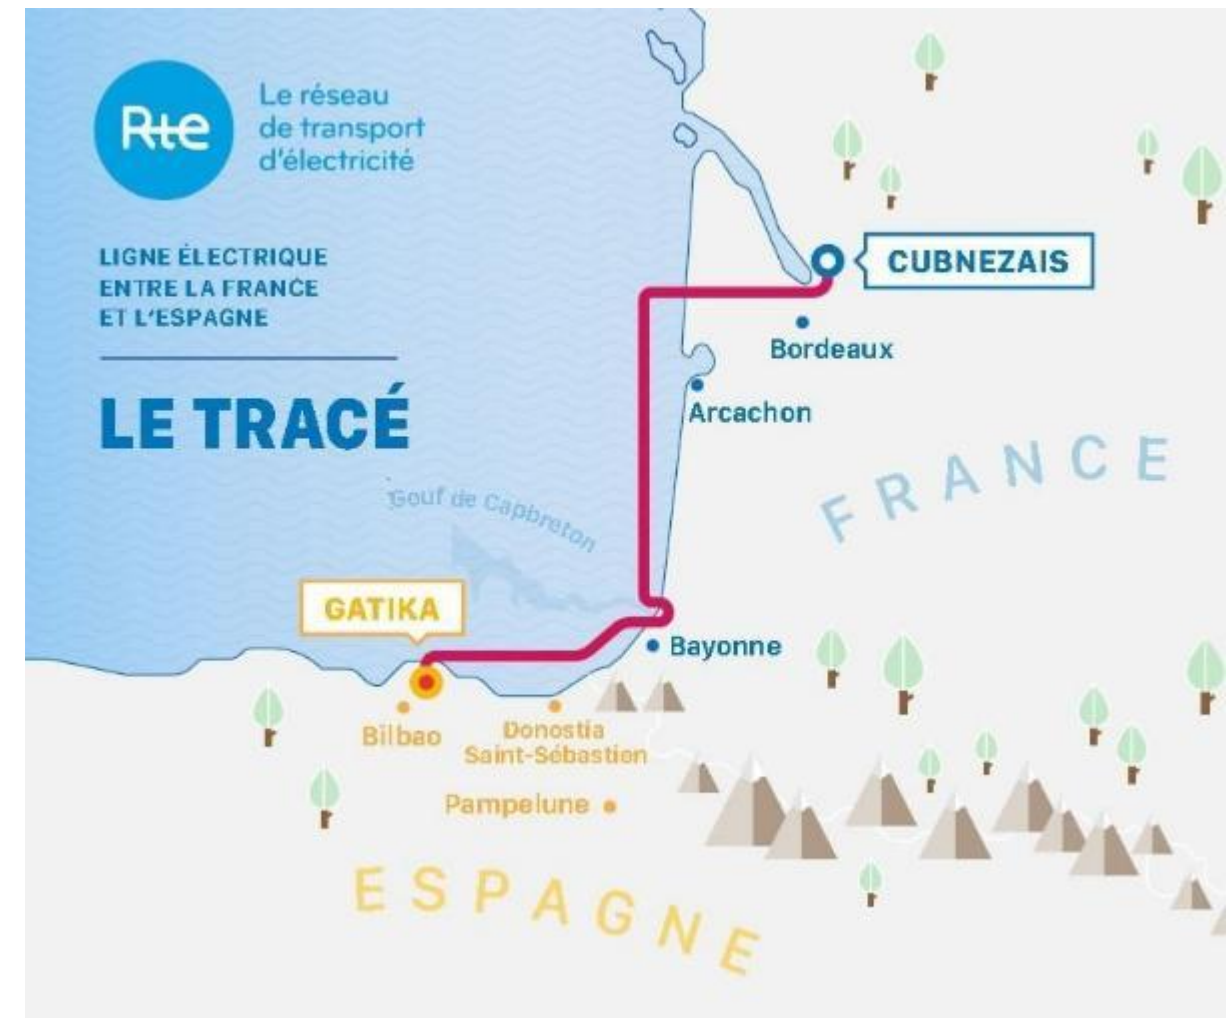 Rte
Le réseau
de transport
d'électricité
LIGNE ÉLECTRIQUE
ENTRE LA FRANCE
ET L'ESPAGNE
LE TRACÉ
CUBNEZAIS
Bordeaux
Arcachon
FRANCE
Gouf de Capbreton
GATIKA
Bayonne
Bilbao
Donostia
Saint-Sébastien
Pampelune
ESPAGNE